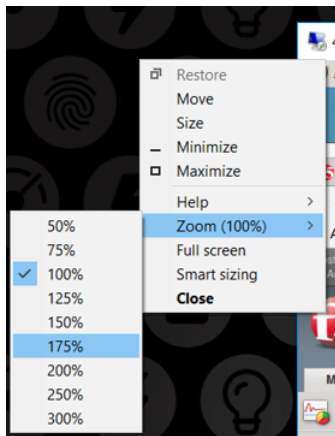 Restore
Move
Size
Minimize
Maximize
Help
Zoom (100%)
Full screen
Smart sizing
Close
50%
75%
100%
125%
150%
175%
200%
250%
300%